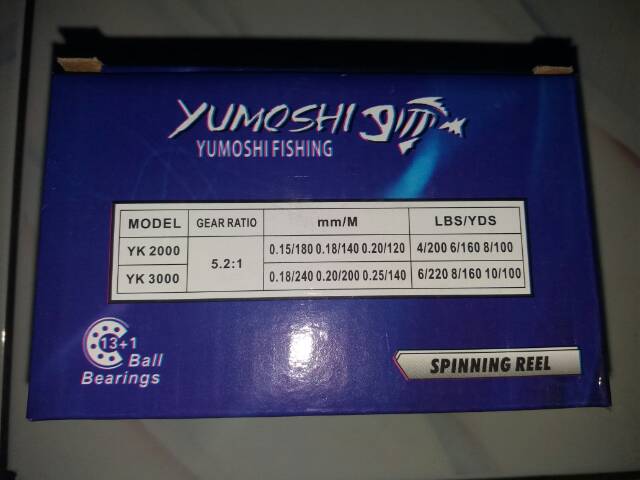 YUMOSHI
YUMOSHI FISHING
MODEL GEAR RATIO mm/M LBS/YDS
YK 2000 5.2:1 0.15/180 0.18/140 0.20/120 4/200 6/160 8/100
YK 3000 0.18/240 0.20/200 0.25/140 6/220 8/160 10/100
13+1
Ball
Bearings
SPINNING REEL